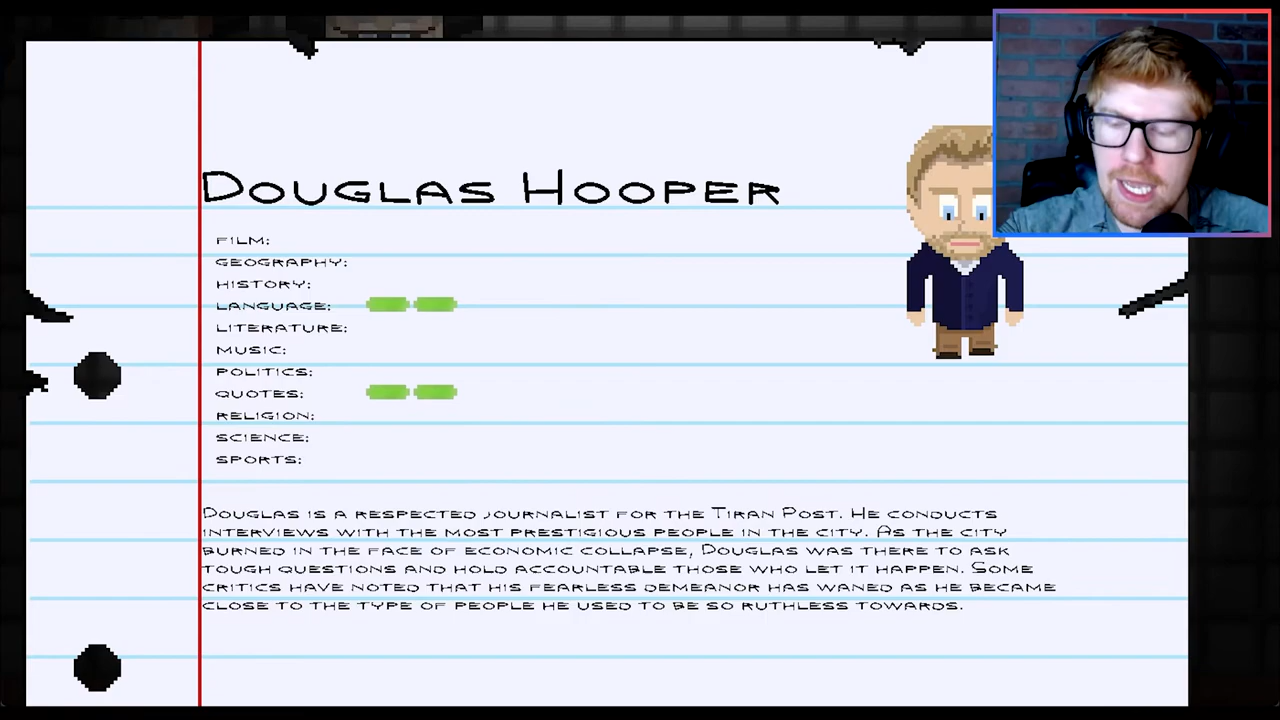 DOUGLAS HOOPER
FILM:
GEOGRAPHY:
HISTORY:
LANGUAGE:
LITERATURE:
MUSIC:
POLITICS:
QUOTES:
RELIGION:
SCIENCE:
SPORTS:
DOUGLAS IS A RESPECTED JOURNALIST FOR THE TIRAN POST. HE CONDUCTS
INTERVIEWS WITH THE MOST PRESTIGIOUS PEOPLE IN THE CITY. AS THE CITY
BURNED IN THE FACE OF ECONOMIC COLLAPSE, DOUGLAS WAS THERE TO ASK
TOUGH QUESTIONS AND HOLD ACCOUNTABLE THOSE WHO LET IT HAPPEN. SOME
CRITICS HAVE NOTED THAT HIS FEARLESS DEMEANOR HAS WANED AS HE BECAME
CLOSE TO THE TYPE OF PEOPLE HE USED TO BE SO RUTHLESS TOWARDS.